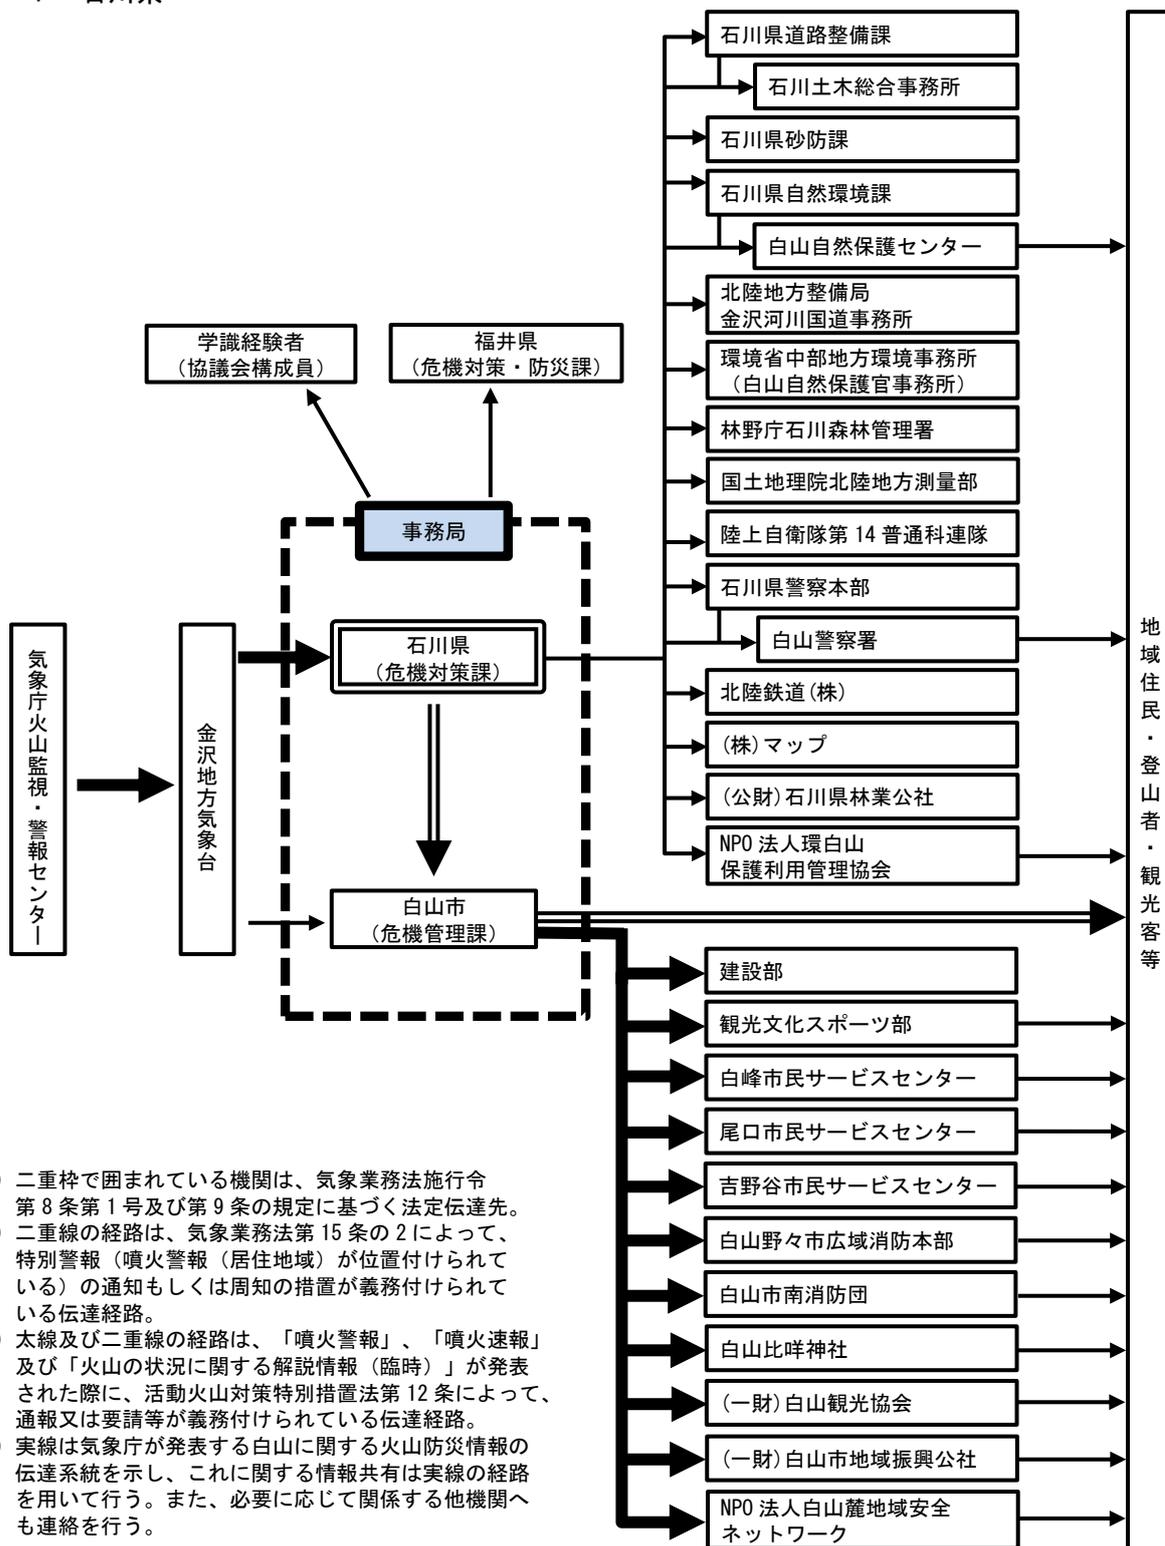 石川県道路整備課
石川土木総合事務所
石川県砂防課
石川県自然環境課
白山自然保護センター
北陸地方整備局
金沢河川国道事務所
環境省中部地方環境事務所
（白山自然保護官事務所）
林野庁石川森林管理署
国土地理院北陸地方測量部
陸上自衛隊第 14 普通科連隊
石川県警察本部
白山警察署
北陸鉄道(株)
(株)マップ
(公財)石川県林業公社
NPO 法人環白山
保護利用管理協会
学識経験者
（協議会構成員）
福井県
（危機対策・防災課）
事務局
気象庁火山監視・警報センター
金沢地方気象台
石川県
（危機対策課）
白山市
（危機管理課）
建設部
観光文化スポーツ部
白峰市民サービスセンター
尾口市民サービスセンター
吉野谷市民サービスセンター
白山野々市広域消防本部
白山市南消防団
白山比咩神社
(一財)白山観光協会
(一財)白山市地域振興公社
NPO 法人白山麓地域安全
ネットワーク
地域住民・登山者・観光客等
二重枠で囲まれている機関は、気象業務法施行令
第 8 条第 1 号及び第 9 条の規定に基づく法定伝達先。
二重線の経路は、気象業務法第 15 条の 2 によって、
特別警報（噴火警報（居住地域）が位置付けられて
いる）の通知もしくは周知の措置が義務付けられて
いる伝達経路。
太線及び二重線の経路は、「噴火警報」、「噴火速報」
及び「火山の状況に関する解説情報（臨時）」が発表
された際に、活動火山対策特別措置法第 12 条によって、
通報又は要請等が義務付けられている伝達経路。
実線は気象庁が発表する白山に関する火山防災情報の
伝達系統を示し、これに関する情報共有は実線の経路
を用いて行う。また、必要に応じて関係する他機関へ
も連絡を行う。